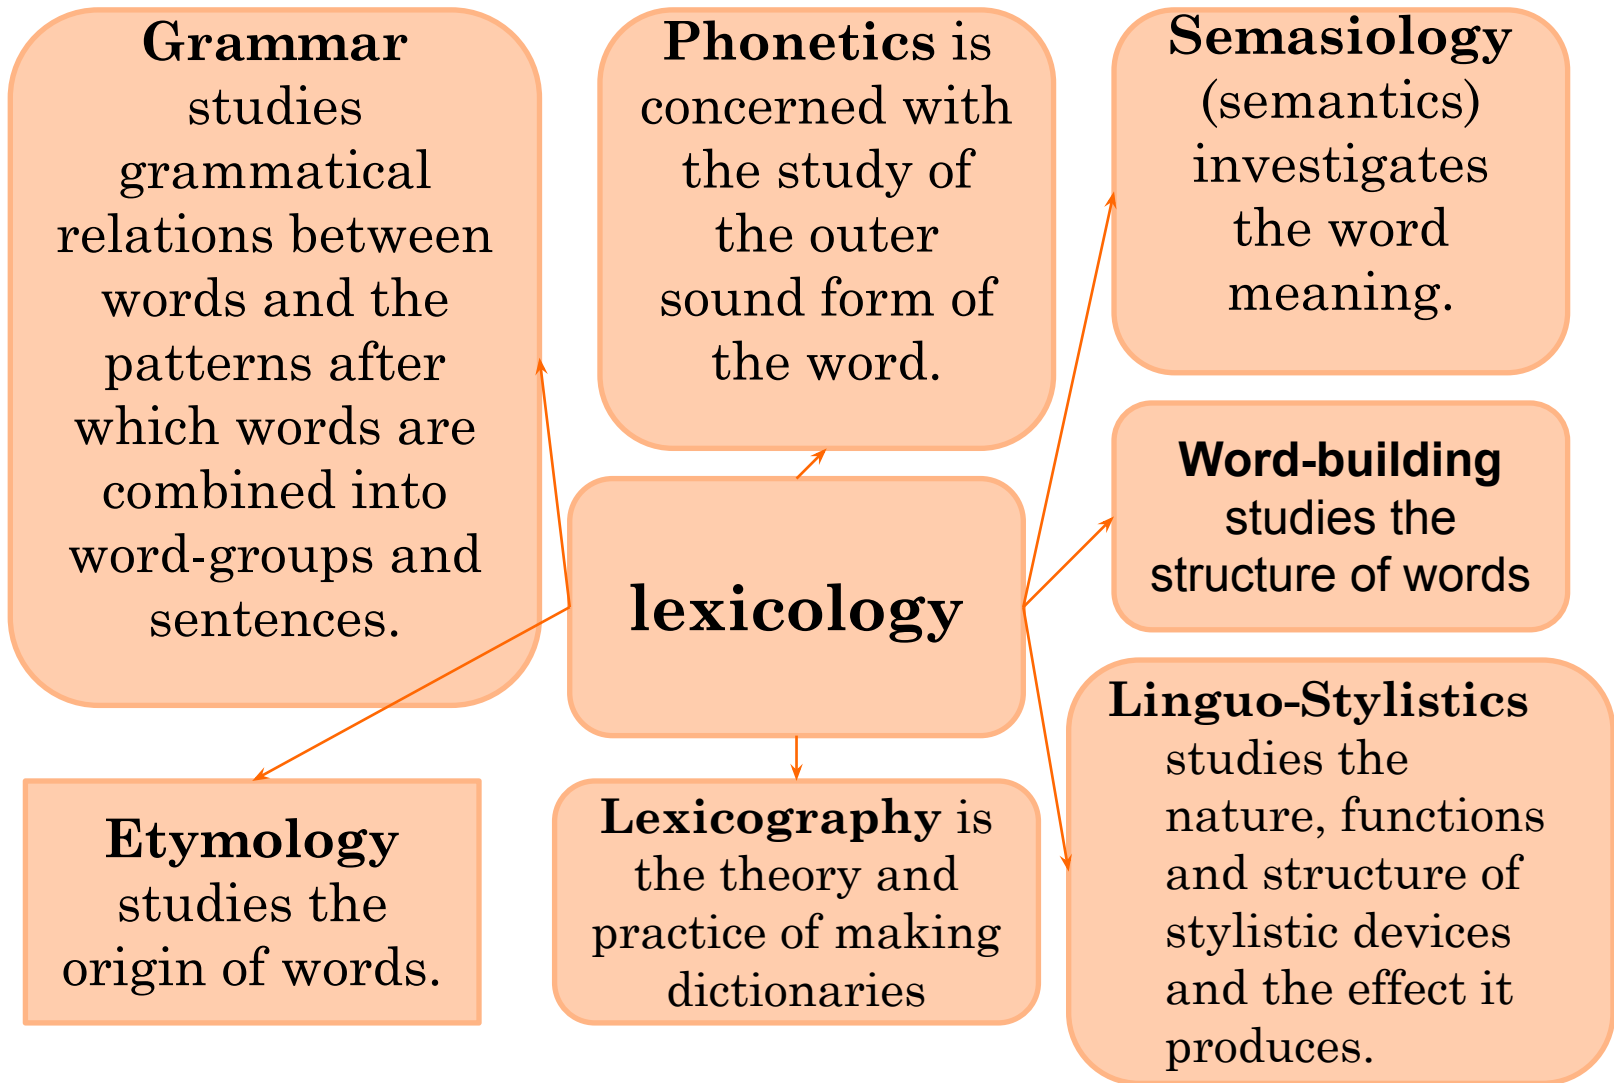 Grammar
studies
grammatical
relations between
words and the
patterns after
which words are
combined into
word-groups and
sentences.
Phonetics is
concerned with
the study of
the outer
sound form of
the word.
Semasiology
(semantics)
investigates
the word
meaning.
Word-building
studies the
structure of words
lexicology
Linguo-Stylistics
studies the
nature, functions
and structure of
stylistic devices
and the effect it
produces.
Etymology
studies the
origin of words.
Lexicography is
the theory and
practice of making
dictionaries